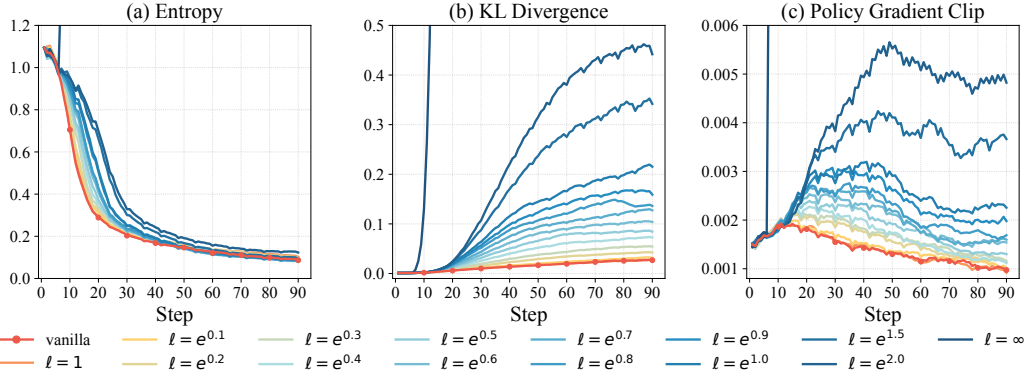 (a) Entropy
1.2
1.0
0.8
0.6
0.4
0.2
0.0
0 10 20 30 40 50 60 70 80 90
Step
(b) KL Divergence
0.5
0.4
0.3
0.2
0.1
0.0
0 10 20 30 40 50 60 70 80 90
Step
(c) Policy Gradient Clip
0.006
0.005
0.004
0.003
0.002
0.001
0 10 20 30 40 50 60 70 80 90
Step
vanilla
ℓ = 1
ℓ = e^0.1
ℓ = e^0.2
ℓ = e^0.3
ℓ = e^0.4
ℓ = e^0.5
ℓ = e^0.6
ℓ = e^0.7
ℓ = e^0.8
ℓ = e^0.9
ℓ = e^1.0
ℓ = e^1.5
ℓ = e^2.0
ℓ = ∞